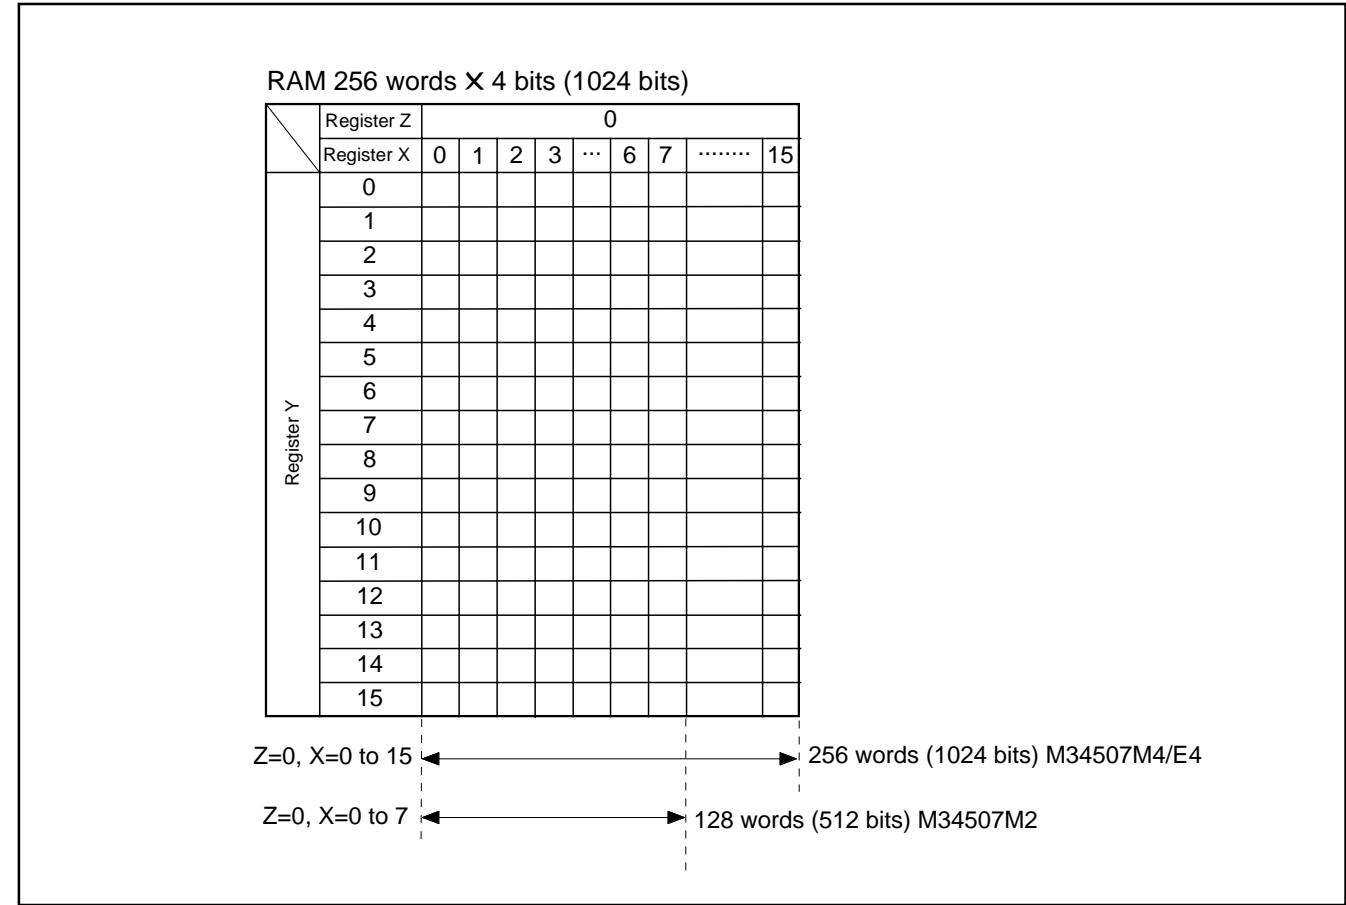 RAM 256 words × 4 bits (1024 bits)
Register Z 0
Register X 0 1 2 3 ··· 6 7 ········ 15
Register Y
0
1
2
3
4
5
6
7
8
9
10
11
12
13
14
15
Z=0, X=0 to 15 256 words (1024 bits) M34507M4/E4
Z=0, X=0 to 7 128 words (512 bits) M34507M2